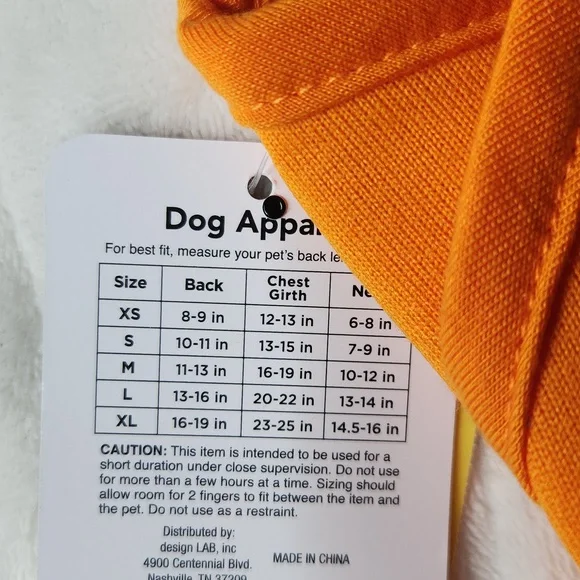 Dog Appa
For best fit, measure your pet's back le
Size Back Chest Girth Ne
XS 8-9 in 12-13 in 6-8 in
S 10-11 in 13-15 in 7-9 in
M 11-13 in 16-19 in 10-12 in
L 13-16 in 20-22 in 13-14 in
XL 16-19 in 23-25 in 14.5-16 in
CAUTION: This item is intended to be used for a
short duration under close supervision. Do not use
for more than a few hours at a time. Sizing should
allow room for 2 fingers to fit between the item and
the pet. Do not use as a restraint.
Distributed by:
design LAB, inc
4900 Centennial Blvd.
Nashville, TN 37209
MADE IN CHINA